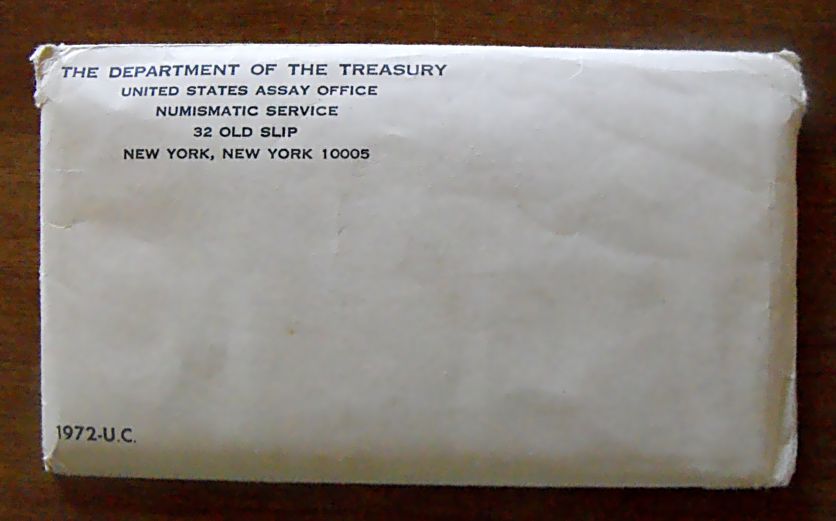 THE DEPARTMENT OF THE TREASURY
UNITED STATES ASSAY OFFICE
NUMISMATIC SERVICE
32 OLD SLIP
NEW YORK, NEW YORK 10005
1972-U.C.